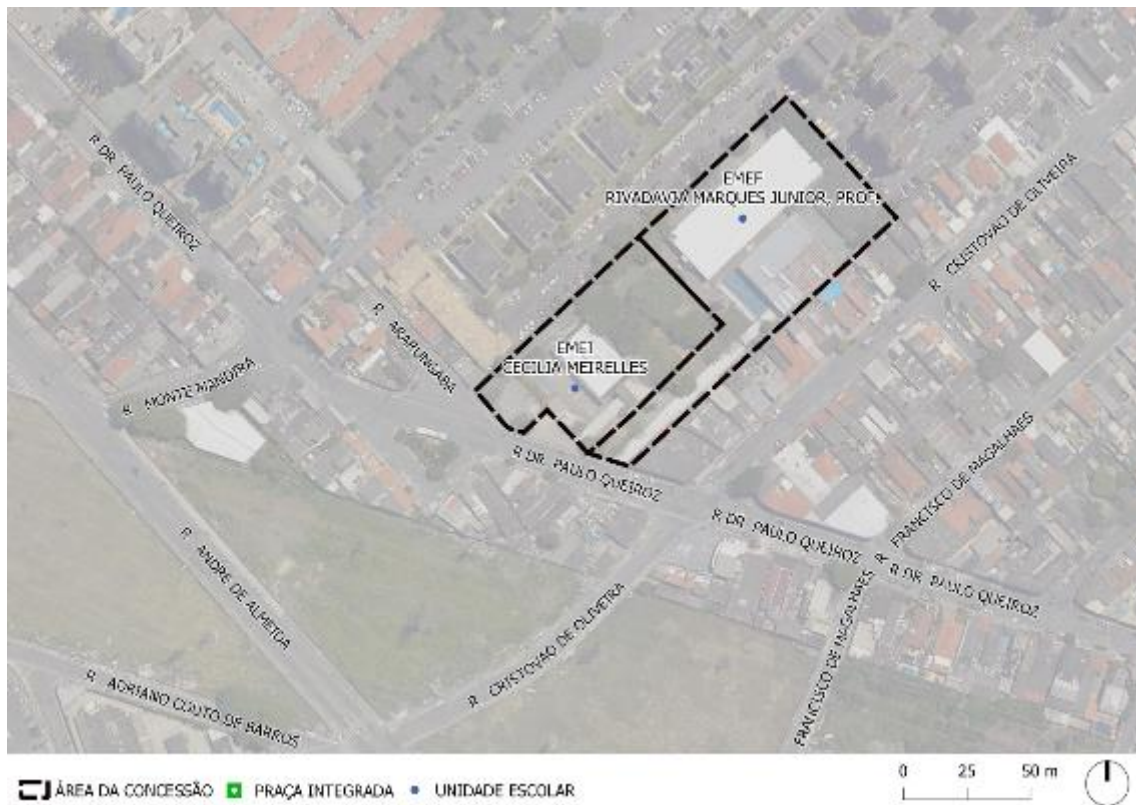 R DR. PAULO QUEIROZ
EMEF
RIVADAVIA MARQUES JUNIOR, PROF.
R CRISTOVAO DE OLIVEIRA
R ARAPUNGABA
EMEI
CECILIA MEIRELLES
R MONTE MANDIRA
R DR. PAULO QUEIROZ
R FRANCISCO DE MAGALHAES
R DR. PAULO QUEIROZ
R DR. PAULO QUEIROZ
R ANDRE DE ALMEIDA
R CRISTOVAO DE OLIVEIRA
FRANCISCO DE MAGALHAES
R ADRIANO COUTO DE BARROS
ÁREA DA CONCESSÃO PRAÇA INTEGRADA UNIDADE ESCOLAR
0 25 50 m